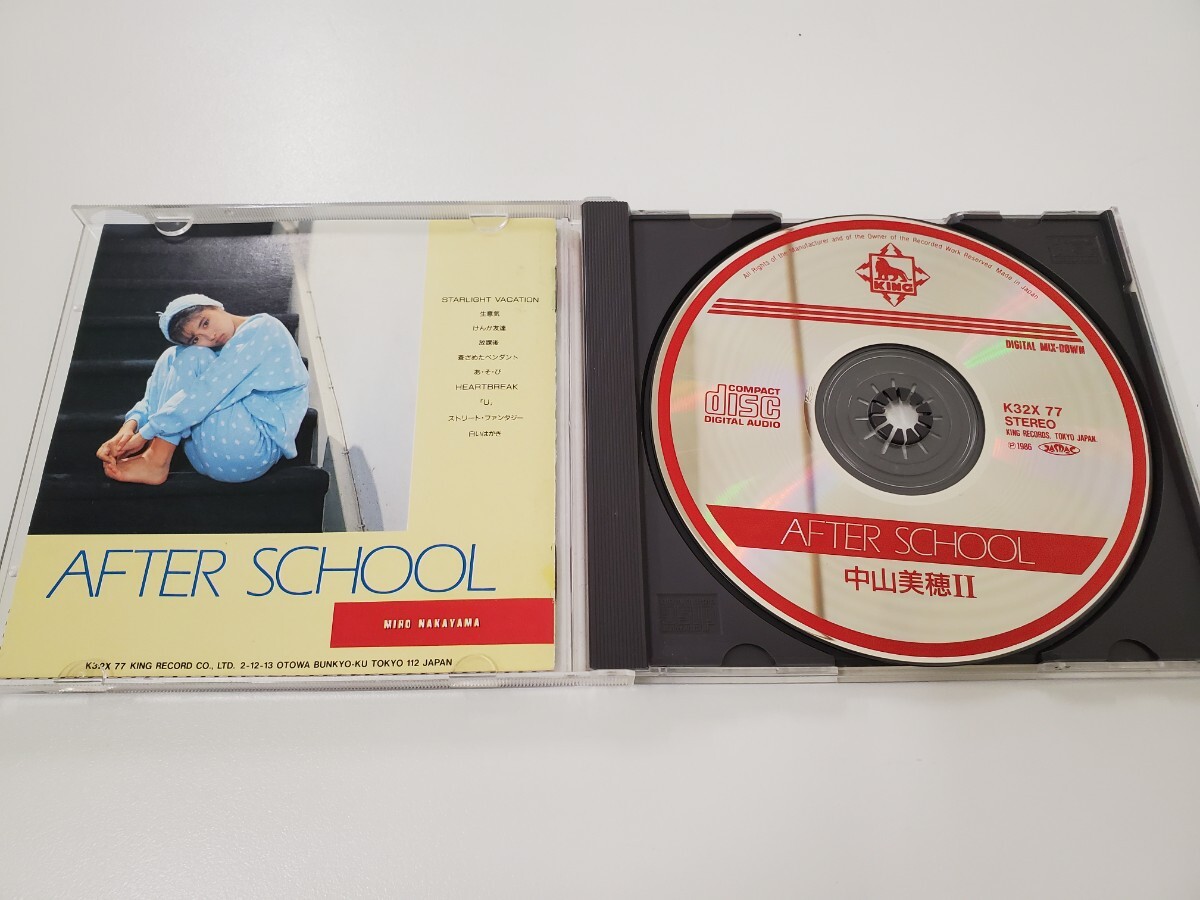 STARLIGHT VACATION
生意気
けんか友達
放課後
蒼ざめたペンダント
あ・そ・び
HEARTBREAK
「U」
ストリート・ファンタジー
白いはがき
AFTER SCHOOL
MIHO NAKAYAMA
K32X 77 KING RECORD CO., LTD. 2-12-13 OTOWA BUNKYO-KU TOKYO 112 JAPAN
All Rights of the Manufacturer and of the Owner of the Recorded Work Reserved. Made in Japan
KING
DIGITAL MIX-DOWN
COMPACT
disc
DIGITAL AUDIO
K32X 77
STEREO
KING RECORDS, TOKYO JAPAN
Ⓟ1986 JASRAC
AFTER SCHOOL
中山美穂II